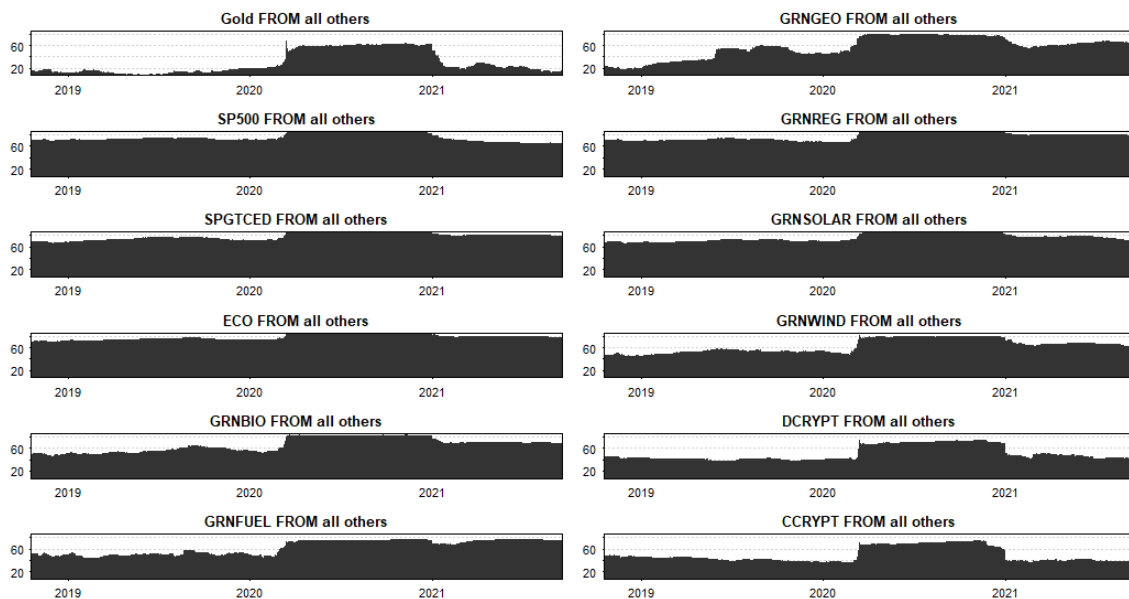 Gold FROM all others
60
20
2019 2020 2021
SP500 FROM all others
60
20
2019 2020 2021
SPGTCED FROM all others
60
20
2019 2020 2021
ECO FROM all others
60
20
2019 2020 2021
GRNBIO FROM all others
60
20
2019 2020 2021
GRNFUEL FROM all others
60
20
2019 2020 2021
GRNGEO FROM all others
60
20
2019 2020 2021
GRNREG FROM all others
60
20
2019 2020 2021
GRNSOLAR FROM all others
60
20
2019 2020 2021
GRNWIND FROM all others
60
20
2019 2020 2021
DCRYPT FROM all others
60
20
2019 2020 2021
CCRYPT FROM all others
60
20
2019 2020 2021